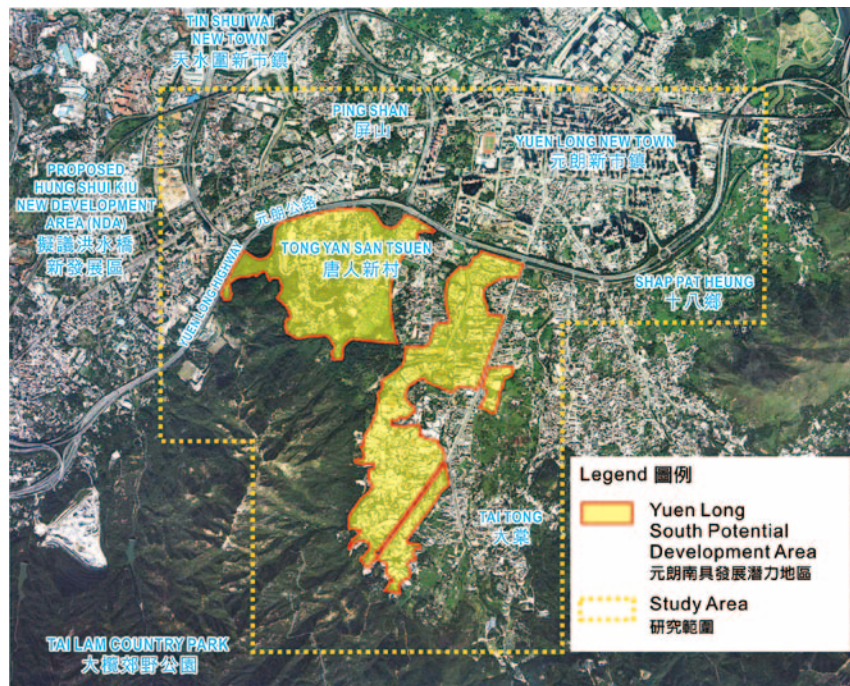 TIN SHUI WAI
NEW TOWN
天水圍新市鎮
N
PING SHAN
屏山
YUEN LONG NEW TOWN
元朗新市鎮
PROPOSED
HUNG SHUI KIU
NEW DEVELOPMENT
AREA (NDA)
擬議洪水橋
新發展區
元朗公路
YUEN LONG HIGHWAY
TONG YAN SAN TSUEN
唐人新村
SHAP PAT HEUNG
十八鄉
TAI TONG
大棠
TAI LAM COUNTRY PARK
大欖郊野公園
Legend 圖例
Yuen Long
South Potential
Development Area
元朗南具發展潛力地區
Study Area
研究範圍